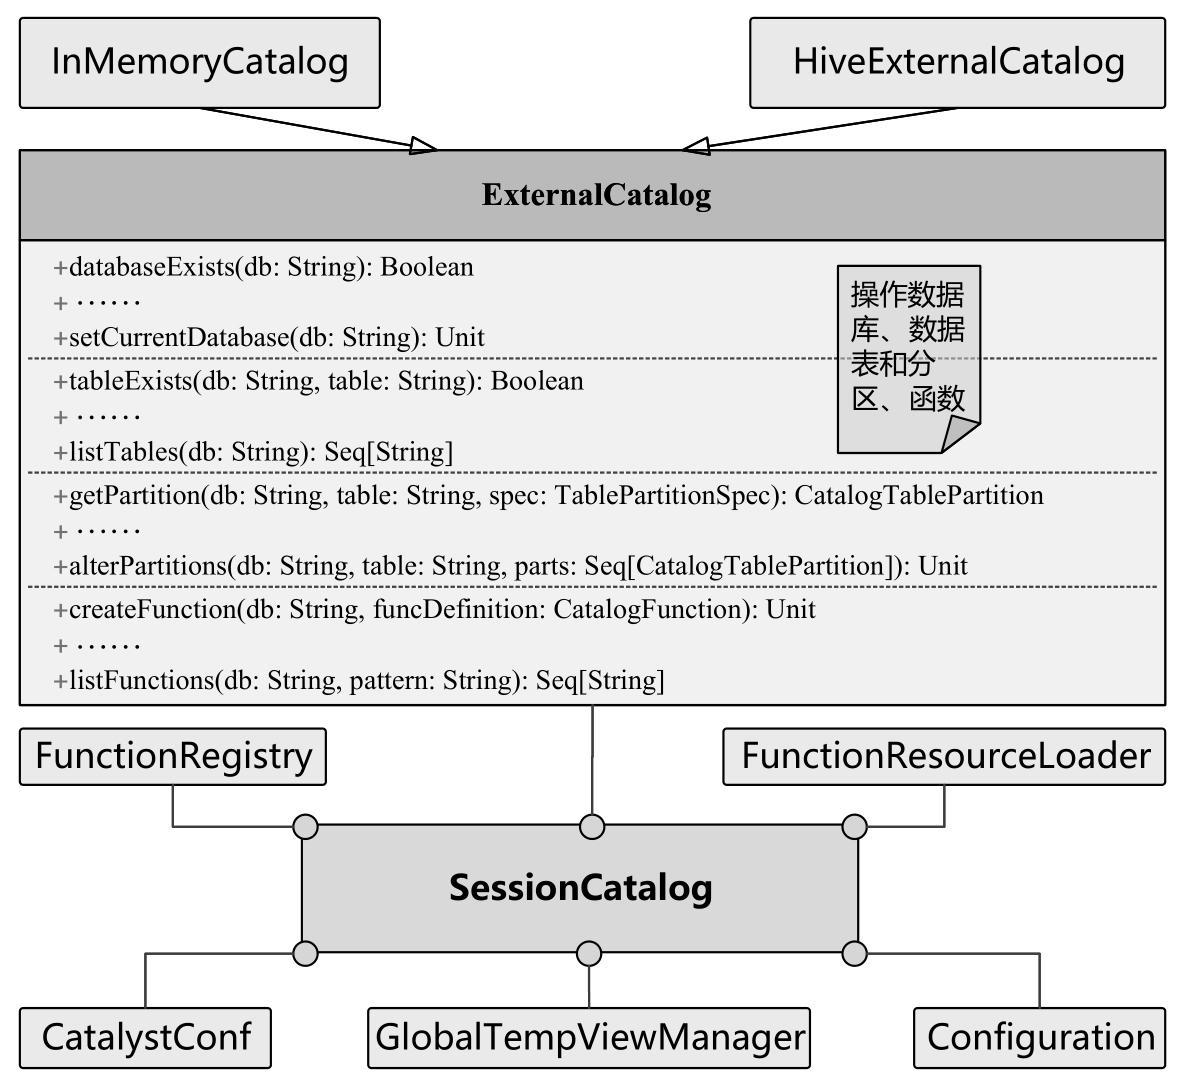 InMemoryCatalog
HiveExternalCatalog
ExternalCatalog
+databaseExists(db: String): Boolean
+ ······
+setCurrentDatabase(db: String): Unit
+tableExists(db: String, table: String): Boolean
+ ······
+listTables(db: String): Seq[String]
+getPartition(db: String, table: String, spec: TablePartitionSpec): CatalogTablePartition
+ ······
+alterPartitions(db: String, table: String, parts: Seq[CatalogTablePartition]): Unit
+createFunction(db: String, funcDefinition: CatalogFunction): Unit
+ ······
+listFunctions(db: String, pattern: String): Seq[String]
操作数据
库、数据
表和分
区、函数
FunctionRegistry
FunctionResourceLoader
SessionCatalog
CatalystConf
GlobalTempViewManager
Configuration